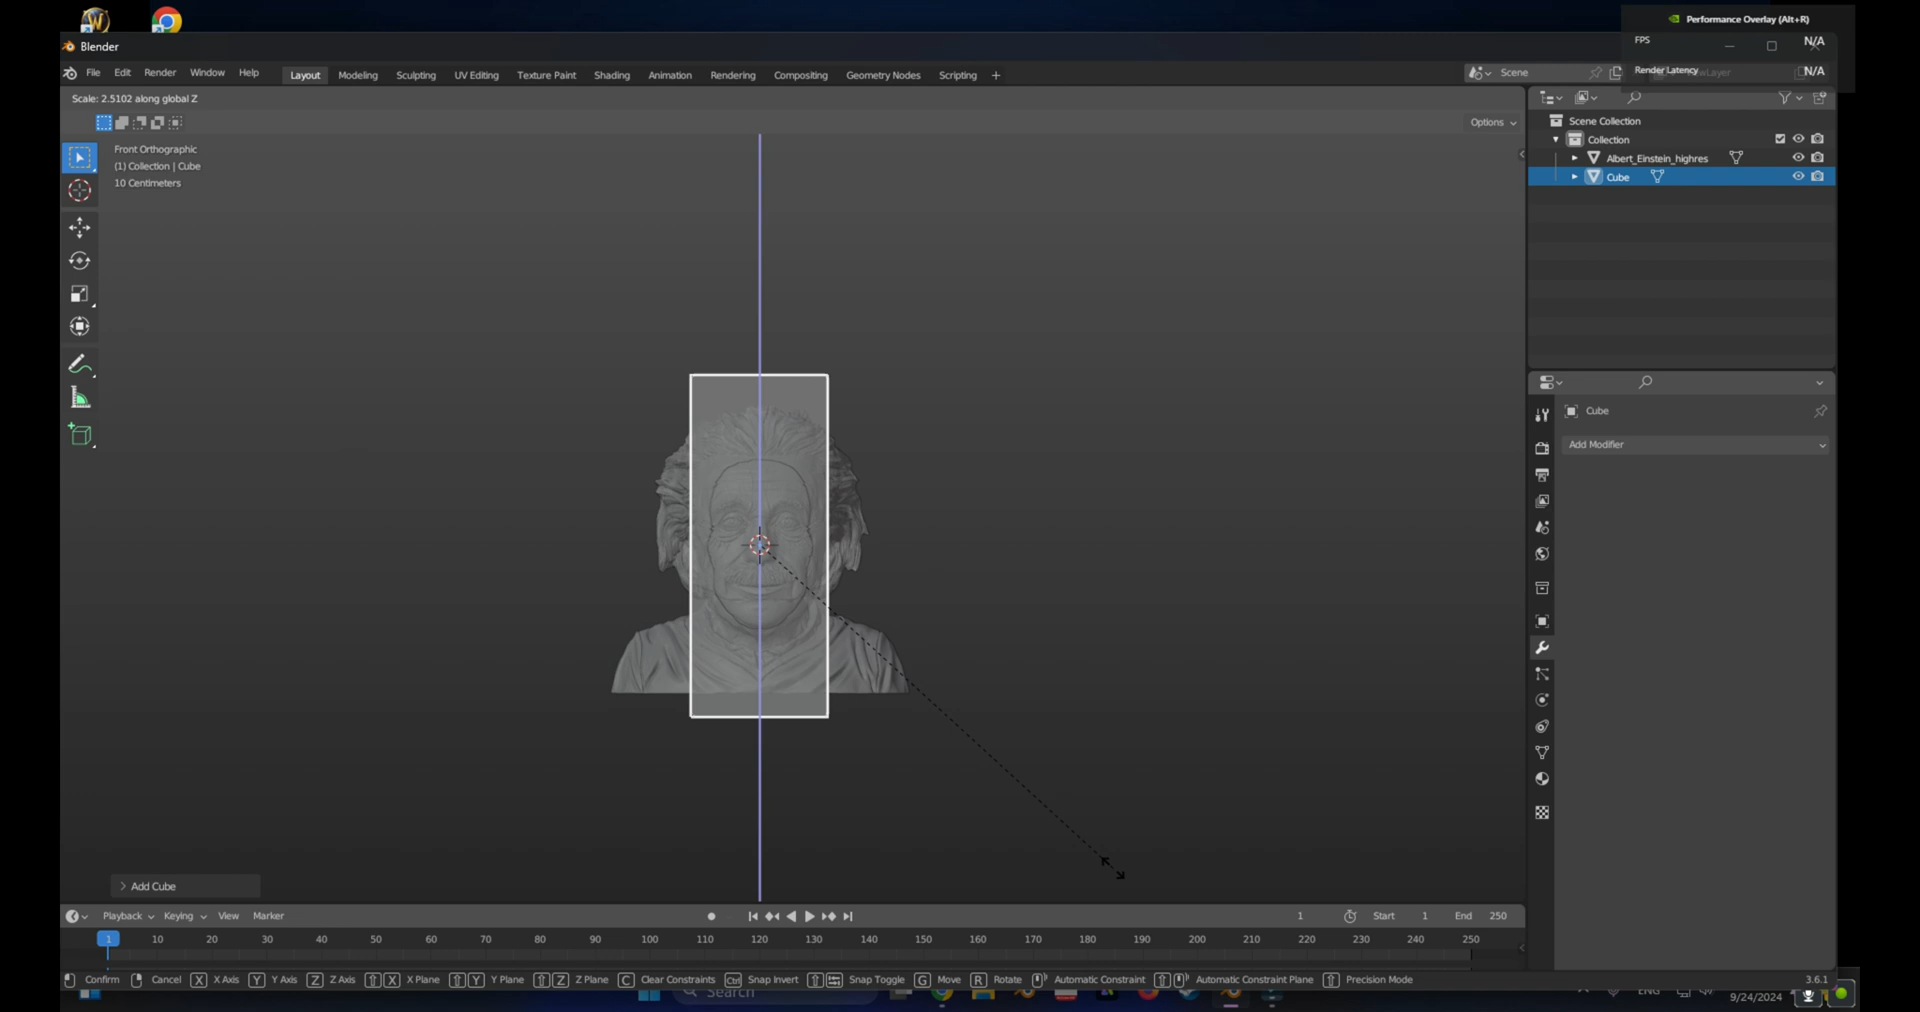 Performance Overlay (Alt+R)
FPS N/A
Render Latency N/A
Blender
File Edit Render Window Help Layout Modeling Sculpting UV Editing Texture Paint Shading Animation Rendering Compositing Geometry Nodes Scripting + Scene
Scale: 2.5102 along global Z
Options
Front Orthographic
(1) Collection | Cube
10 Centimeters
Scene Collection
Collection
Albert_Einstein_highres
Cube
Cube
Add Modifier
Add Cube
Playback Keying View Marker 1 Start 1 End 250
1 10 20 30 40 50 60 70 80 90 100 110 120 130 140 150 160 170 180 190 200 210 220 230 240 250
Confirm Cancel X X Axis Y Y Axis Z Z Axis X X Plane Y Y Plane Z Z Plane C Clear Constraints Ctrl Snap Invert Snap Toggle G Move R Rotate Automatic Constraint Automatic Constraint Plane Precision Mode 3.6.1
Search ENG 9/24/2024